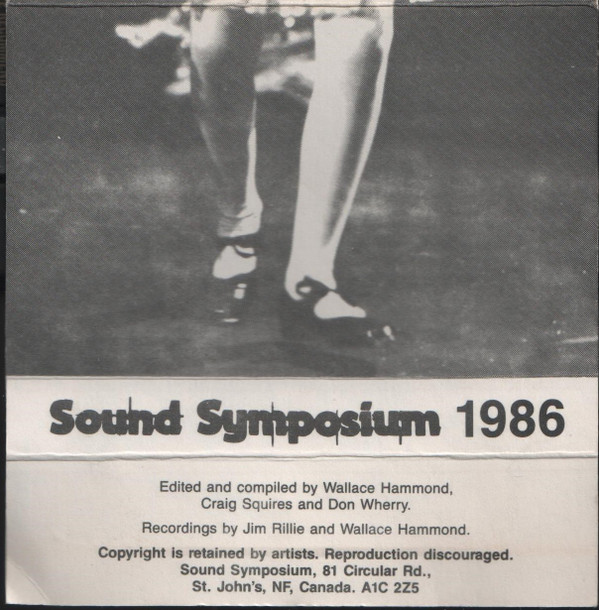 Sound Symposium 1986
Edited and compiled by Wallace Hammond,
Craig Squires and Don Wherry.
Recordings by Jim Rillie and Wallace Hammond.
Copyright is retained by artists. Reproduction discouraged.
Sound Symposium, 81 Circular Rd.,
St. John's, NF, Canada. A1C 2Z5